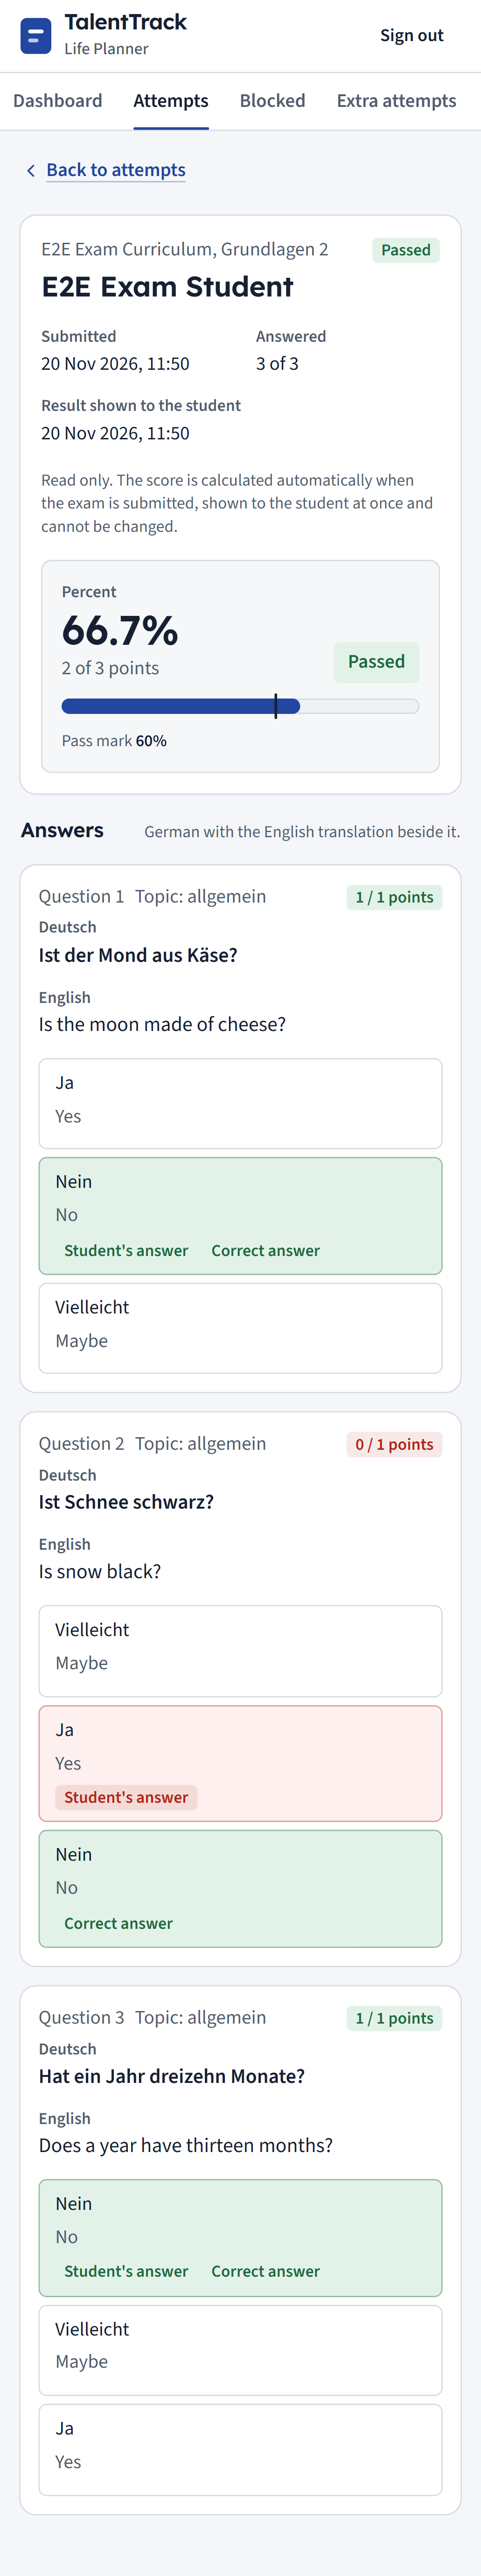 TalentTrack
Life Planner
Sign out
Dashboard
Attempts
Blocked
Extra attempts
Back to attempts
E2E Exam Curriculum, Grundlagen 2
Passed
E2E Exam Student
Submitted
20 Nov 2026, 11:50
Answered
3 of 3
Result shown to the student
20 Nov 2026, 11:50
Read only. The score is calculated automatically when
the exam is submitted, shown to the student at once and
cannot be changed.
Percent
66.7%
2 of 3 points
Passed
Pass mark 60%
Answers
German with the English translation beside it.
Question 1 Topic: allgemein
1 / 1 points
Deutsch
Ist der Mond aus Käse?
English
Is the moon made of cheese?
Ja
Yes
Nein
No
Student's answer
Correct answer
Vielleicht
Maybe
Question 2 Topic: allgemein
0 / 1 points
Deutsch
Ist Schnee schwarz?
English
Is snow black?
Vielleicht
Maybe
Ja
Yes
Student's answer
Nein
No
Correct answer
Question 3 Topic: allgemein
1 / 1 points
Deutsch
Hat ein Jahr dreizehn Monate?
English
Does a year have thirteen months?
Nein
No
Student's answer
Correct answer
Vielleicht
Maybe
Ja
Yes